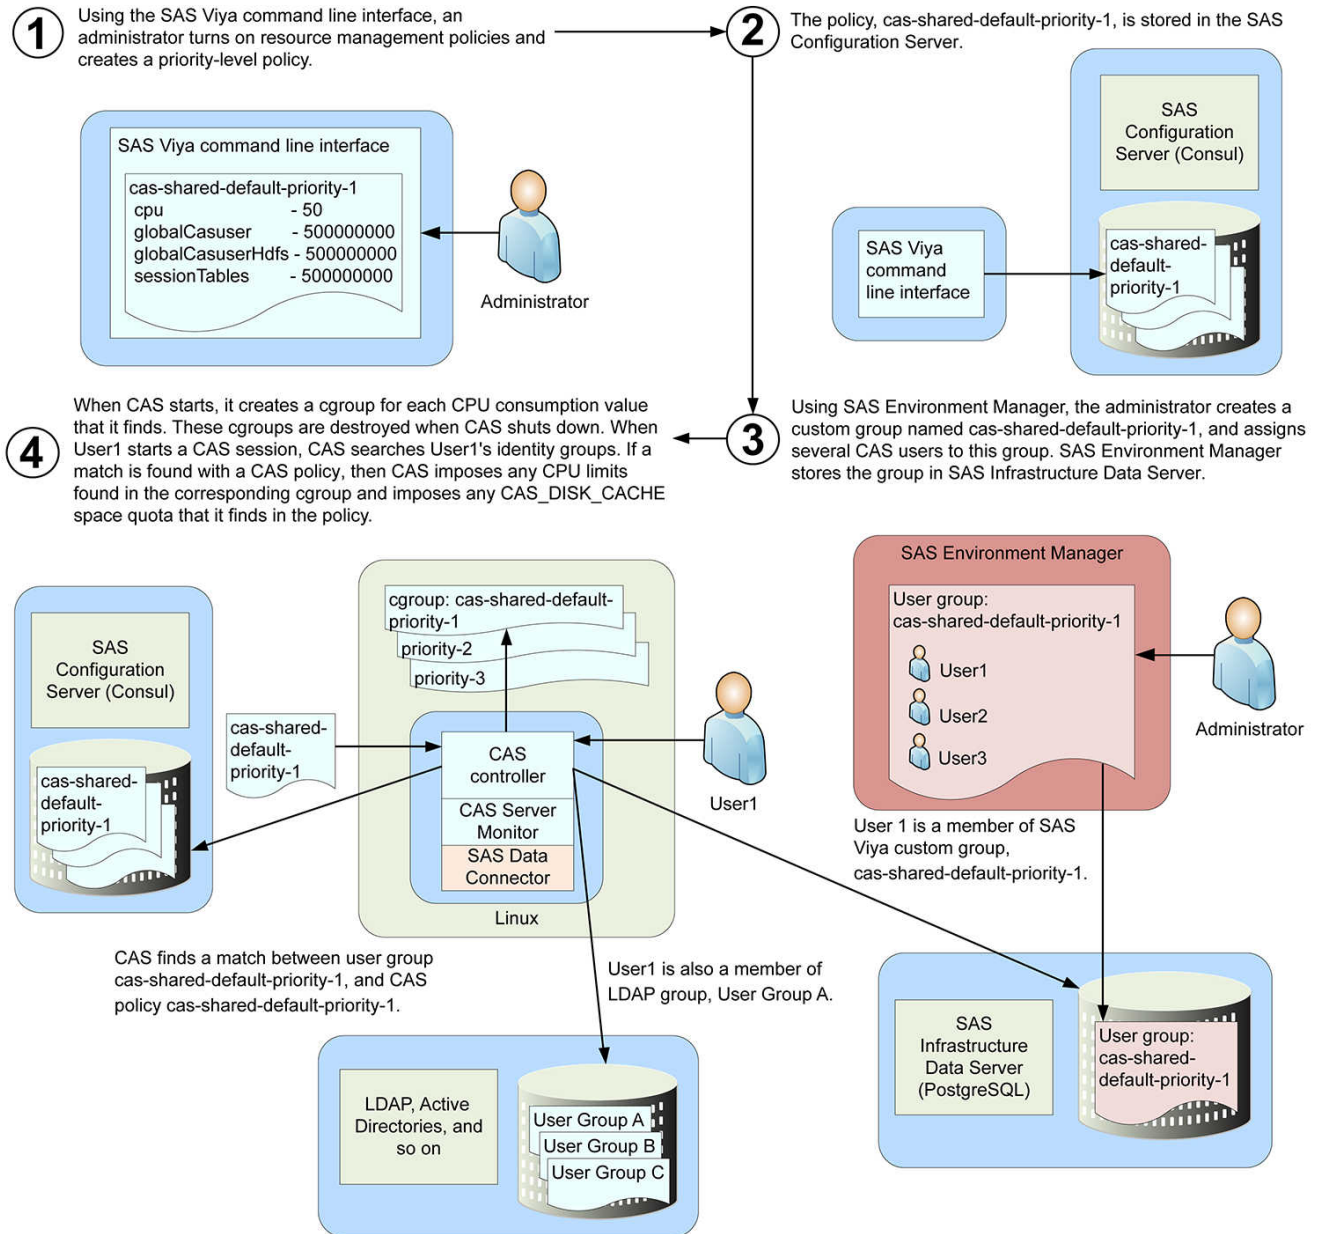 1
Using the SAS Viya command line interface, an
administrator turns on resource management policies and
creates a priority-level policy.
2
The policy, cas-shared-default-priority-1, is stored in the SAS
Configuration Server.
SAS Viya command line interface
cas-shared-default-priority-1
cpu - 50
globalCasuser - 500000000
globalCasuserHdfs - 500000000
sessionTables - 500000000
Administrator
SAS
Configuration
Server (Consul)
SAS Viya
command
line interface
cas-shared-
default-
priority-1
4
When CAS starts, it creates a cgroup for each CPU consumption value
that it finds. These cgroups are destroyed when CAS shuts down. When
User1 starts a CAS session, CAS searches User1's identity groups. If a
match is found with a CAS policy, then CAS imposes any CPU limits
found in the corresponding cgroup and imposes any CAS_DISK_CACHE
space quota that it finds in the policy.
3
Using SAS Environment Manager, the administrator creates a
custom group named cas-shared-default-priority-1, and assigns
several CAS users to this group. SAS Environment Manager
stores the group in SAS Infrastructure Data Server.
SAS
Configuration
Server (Consul)
cas-shared-
default-
priority-1
cas-shared-
default-
priority-1
cgroup: cas-shared-default-
priority-1
priority-2
priority-3
CAS
controller
CAS Server
Monitor
SAS Data
Connector
Linux
User1
SAS Environment Manager
User group:
cas-shared-default-priority-1
User1
User2
User3
Administrator
User 1 is a member of SAS
Viya custom group,
cas-shared-default-priority-1.
CAS finds a match between user group
cas-shared-default-priority-1, and CAS
policy cas-shared-default-priority-1.
User1 is also a member of
LDAP group, User Group A.
LDAP, Active
Directories, and
so on
User Group A
User Group B
User Group C
SAS
Infrastructure
Data Server
(PostgreSQL)
User group:
cas-shared-
default-priority-1